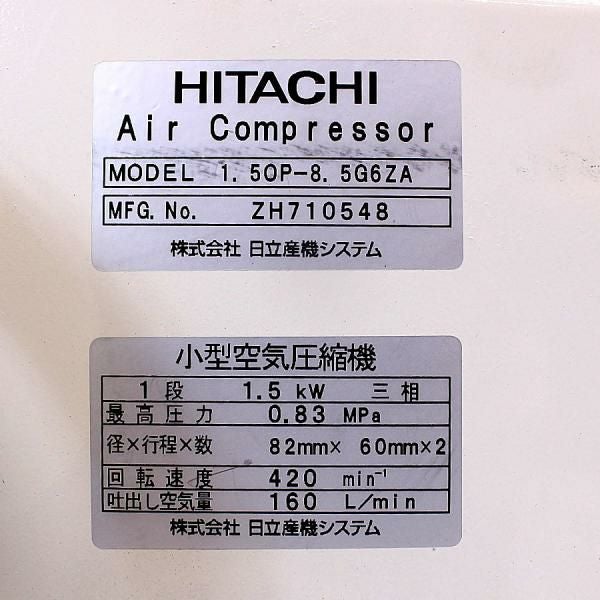 HITACHI
Air Compressor
MODEL 1.5OP-8.5G6ZA
MFG. No. ZH710548
株式会社 日立産機システム
小型空気圧縮機
1段 1.5 kW 三相
最高圧力 0.83 MPa
径×行程×数 82mm× 60mm×2
回転速度 420 min⁻¹
吐出し空気量 160 L/min
株式会社 日立産機システム